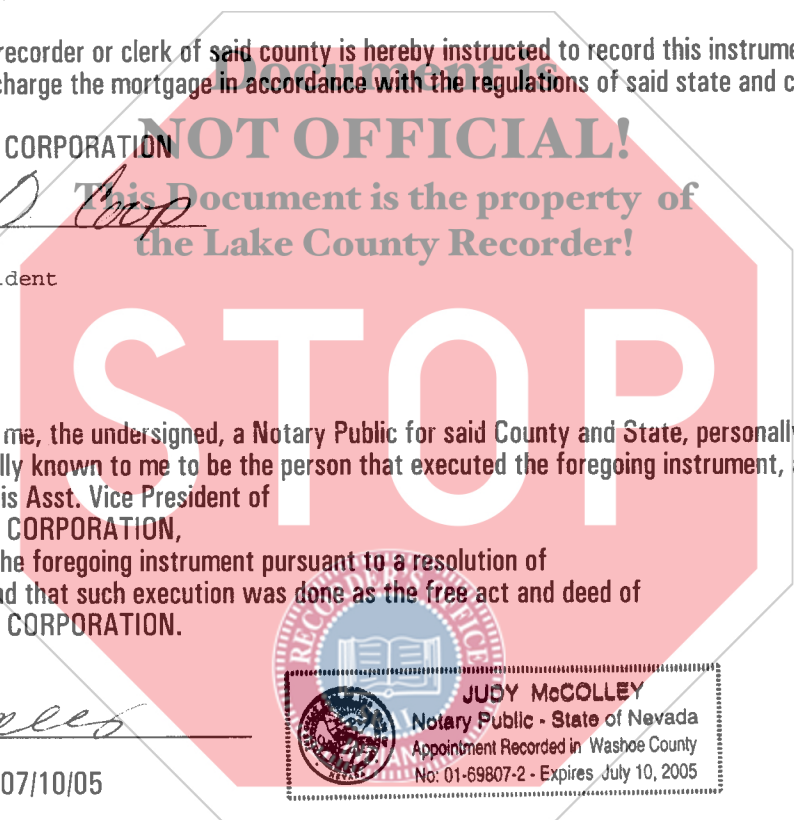 recorder or clerk of said county is hereby instructed to record this instrume
charge the mortgage in accordance with the regulations of said state and c
Document is
NOT OFFICIAL!
This Document is the property of
the Lake County Recorder!
CORPORATION
D. Coop
ident
STOP
me, the undersigned, a Notary Public for said County and State, personally
lly known to me to be the person that executed the foregoing instrument, a
is Asst. Vice President of
CORPORATION,
he foregoing instrument pursuant to a resolution of
nd that such execution was done as the free act and deed of
CORPORATION.
RECORDER'S OFFICE
JUDY McCOLLEY
Notary Public - State of Nevada
Appointment Recorded in Washoe County
No: 01-69807-2 - Expires July 10, 2005
NEVADA
07/10/05